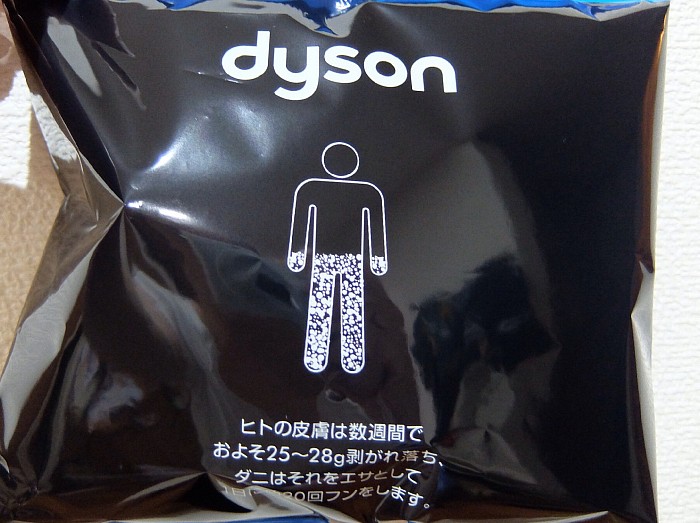 dyson
ヒトの皮膚は数週間で
およそ25〜28g剥がれ落ち、
ダニはそれをエサとして
回フンをします。